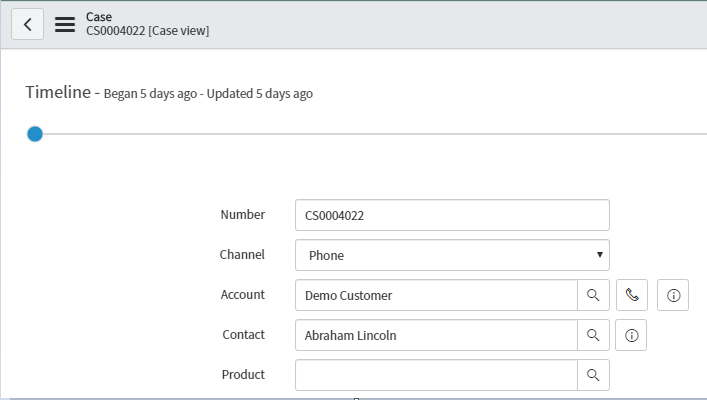 Case
CS0004022 [Case view]
Timeline - Began 5 days ago - Updated 5 days ago
Number CS0004022
Channel Phone
Account Demo Customer
Contact Abraham Lincoln
Product